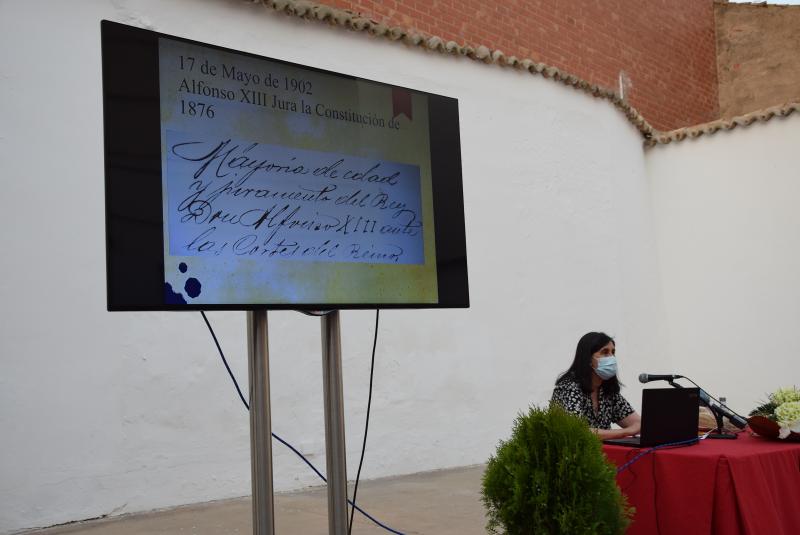 17 de Mayo de 1902
Alfonso XIII Jura la Constitución de
1876
Mayoria de edad
y juramento del Rey
Don Alfonso XIII ante
las Cortes del Reino